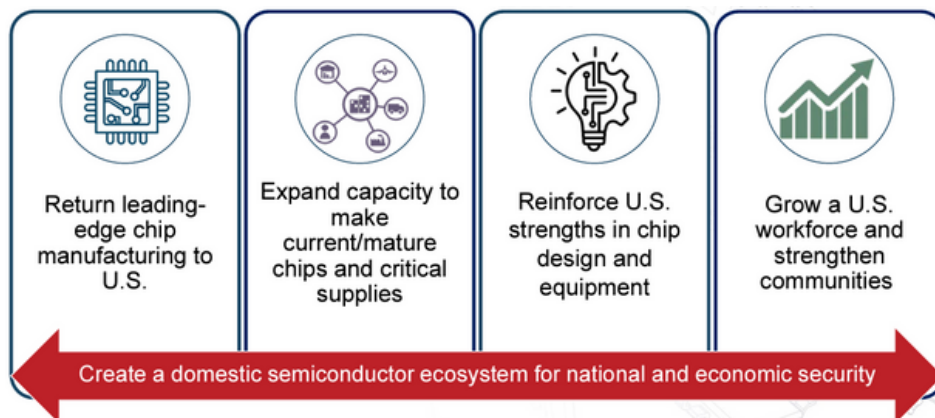 Return leading-
edge chip
manufacturing to
U.S.
Expand capacity to
make
current/mature
chips and critical
supplies
Reinforce U.S.
strengths in chip
design and
equipment
Grow a U.S.
workforce and
strengthen
communities
Create a domestic semiconductor ecosystem for national and economic security